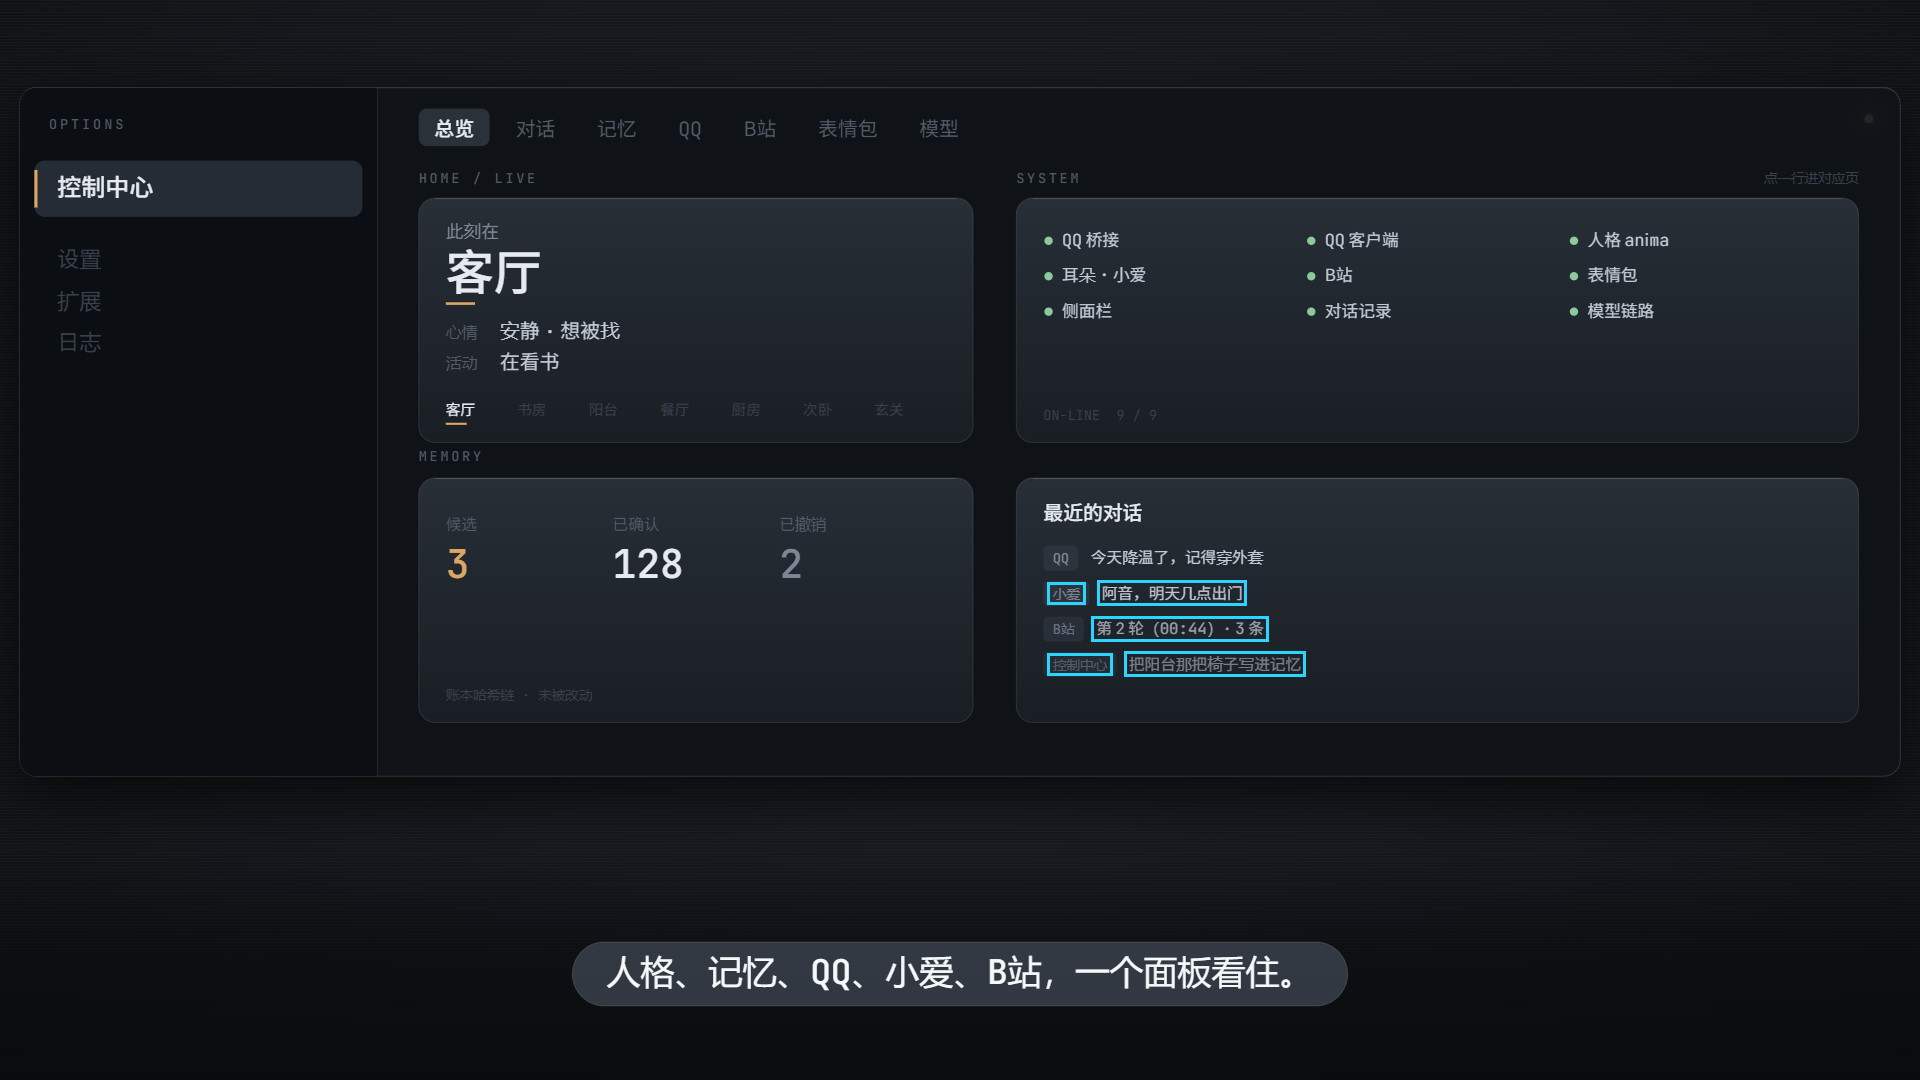 OPTIONS
控制中心
设置
扩展
日志
总览 对话 记忆 QQ B站 表情包 模型
HOME / LIVE
此刻在
客厅
心情 安静·想被找
活动 在看书
客厅 书房 阳台 餐厅 厨房 次卧 玄关
SYSTEM 点一行进对应页
QQ 桥接 QQ 客户端 人格 anima
耳朵·小爱 B站 表情包
侧面栏 对话记录 模型链路
ON-LINE 9 / 9
MEMORY
候选 已确认 已撤销
3 128 2
账本哈希链 · 未被改动
最近的对话
QQ 今天降温了，记得穿外套
小爱 阿音，明天几点出门
B站 第 2 轮（00:44）· 3 条
控制中心 把阳台那把椅子写进记忆
人格、记忆、QQ、小爱、B站，一个面板看住。